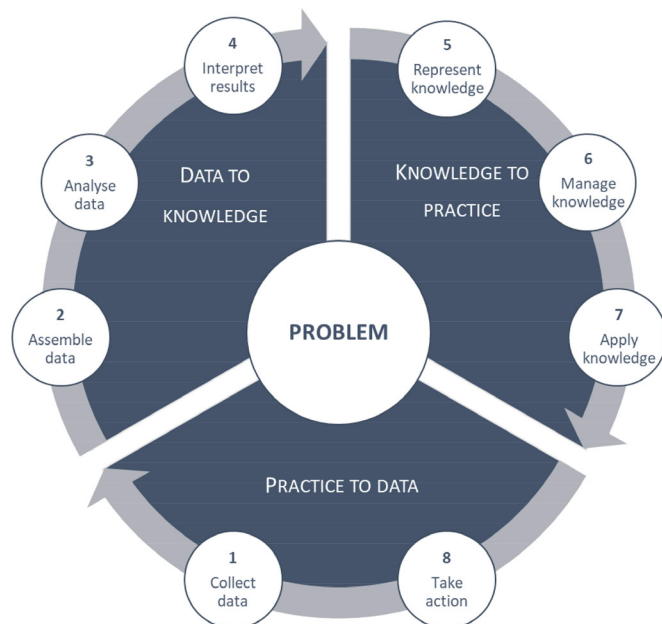 4
Interpret
results
5
Represent
knowledge
3
Analyse
data
DATA TO
KNOWLEDGE
KNOWLEDGE TO
PRACTICE
6
Manage
knowledge
2
Assemble
data
PROBLEM
7
Apply
knowledge
PRACTICE TO DATA
1
Collect
data
8
Take
action